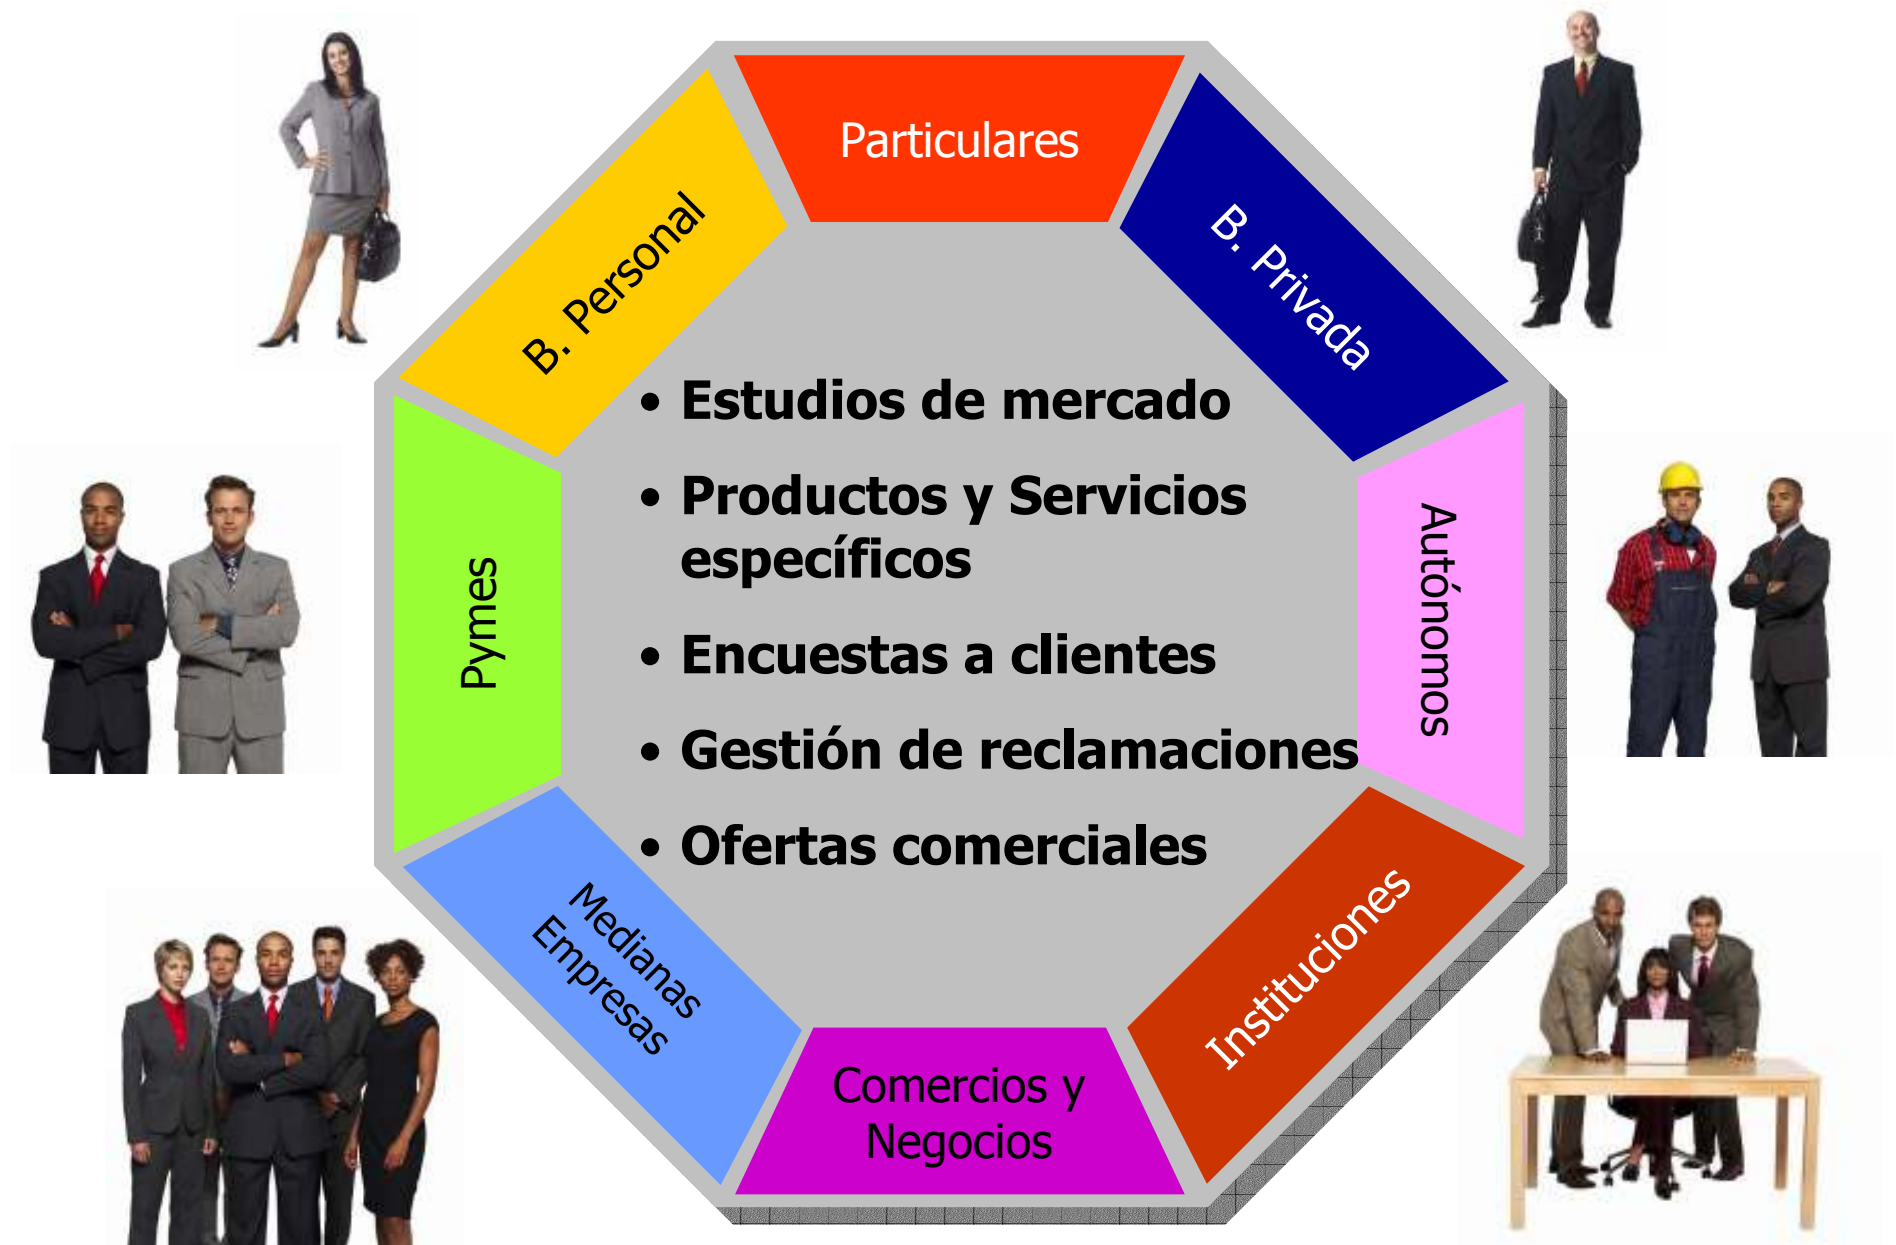 Particulares
B. Personal
B. Privada
• Estudios de mercado
• Productos y Servicios
específicos
• Encuestas a clientes
• Gestión de reclamaciones
• Ofertas comerciales
Pymes
Autónomos
Medianas
Empresas
Instituciones
Comercios y
Negocios